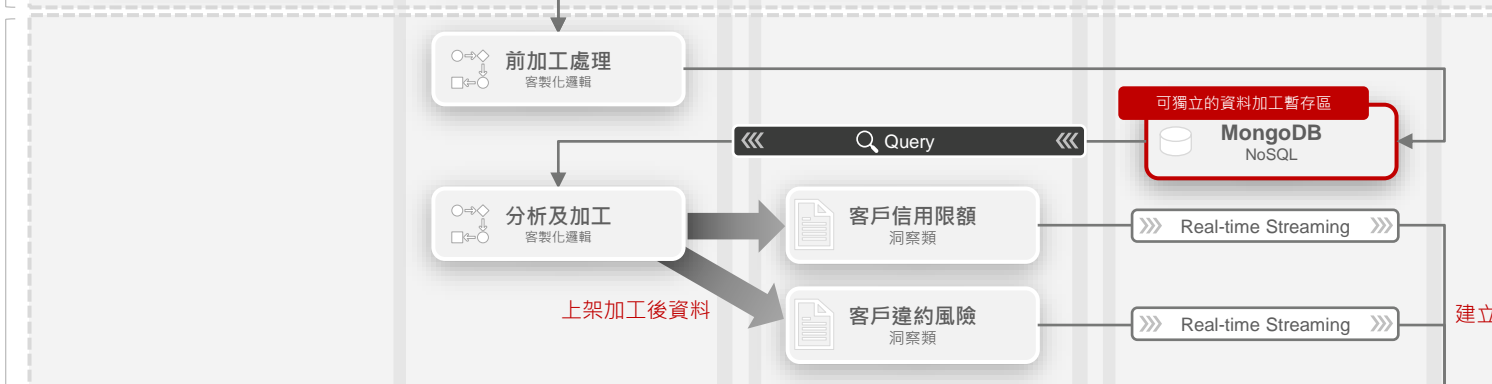 前加工處理
客製化邏輯
可獨立的資料加工暫存區
MongoDB
NoSQL
Query
分析及加工
客製化邏輯
客戶信用限額
洞察類
Real-time Streaming
上架加工後資料
客戶違約風險
洞察類
Real-time Streaming
建立